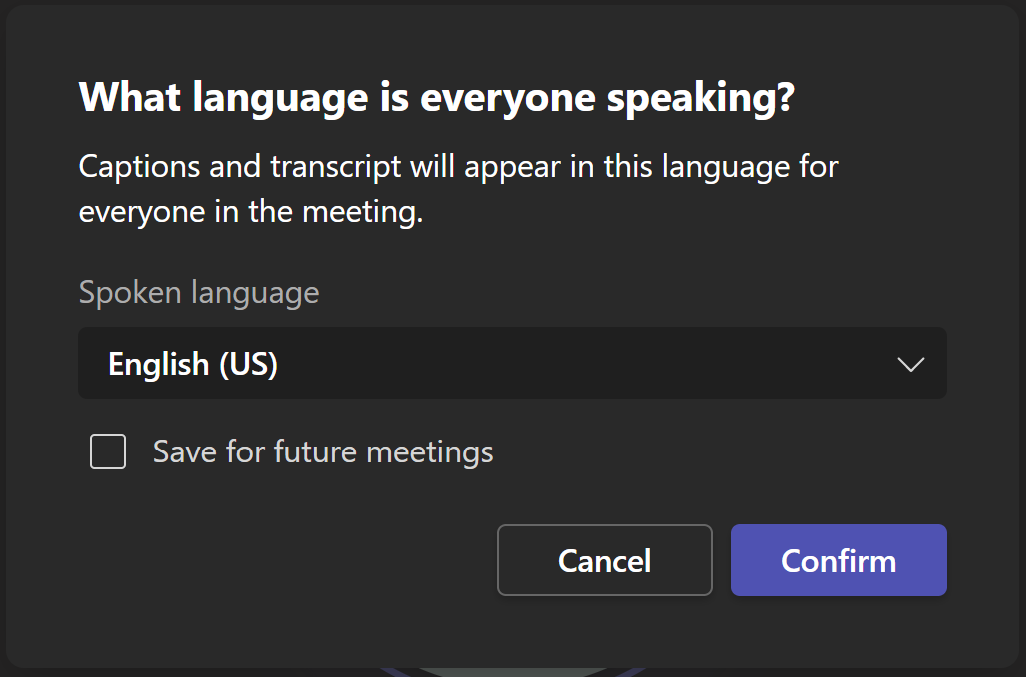 What language is everyone speaking?
Captions and transcript will appear in this language for
everyone in the meeting.
Spoken language
English (US)
Save for future meetings
Cancel
Confirm